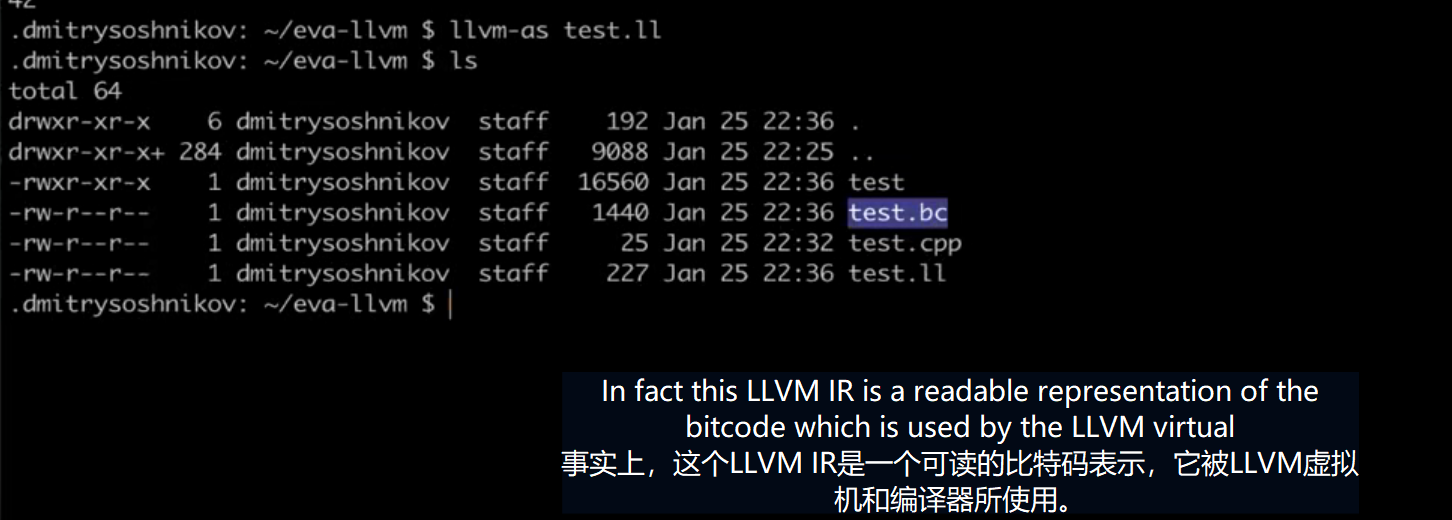 42
.dmitrysoshnikov: ~/eva-llvm $ llvm-as test.ll
.dmitrysoshnikov: ~/eva-llvm $ ls
total 64
drwxr-xr-x 6 dmitrysoshnikov staff 192 Jan 25 22:36 .
drwxr-xr-x+ 284 dmitrysoshnikov staff 9088 Jan 25 22:25 ..
-rwxr-xr-x 1 dmitrysoshnikov staff 16560 Jan 25 22:36 test
-rw-r--r-- 1 dmitrysoshnikov staff 1440 Jan 25 22:36 test.bc
-rw-r--r-- 1 dmitrysoshnikov staff 25 Jan 25 22:32 test.cpp
-rw-r--r-- 1 dmitrysoshnikov staff 227 Jan 25 22:36 test.ll
.dmitrysoshnikov: ~/eva-llvm $
In fact this LLVM IR is a readable representation of the
bitcode which is used by the LLVM virtual
事实上，这个LLVM IR是一个可读的比特码表示，它被LLVM虚拟
机和编译器所使用。